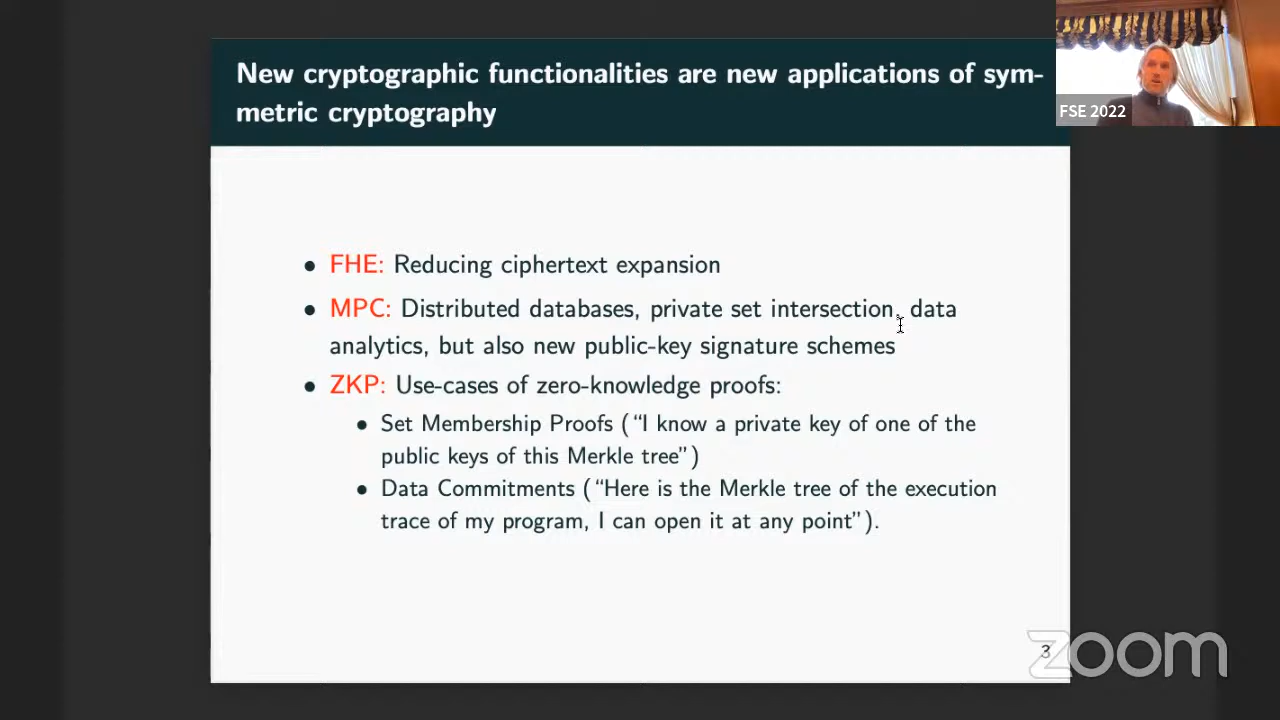 New cryptographic functionalities are new applications of sym-
metric cryptography
FSE 2022
• FHE: Reducing ciphertext expansion
• MPC: Distributed databases, private set intersection, data
analytics, but also new public-key signature schemes
• ZKP: Use-cases of zero-knowledge proofs:
• Set Membership Proofs (“I know a private key of one of the
public keys of this Merkle tree”)
• Data Commitments (“Here is the Merkle tree of the execution
trace of my program, I can open it at any point”).
3
zoom